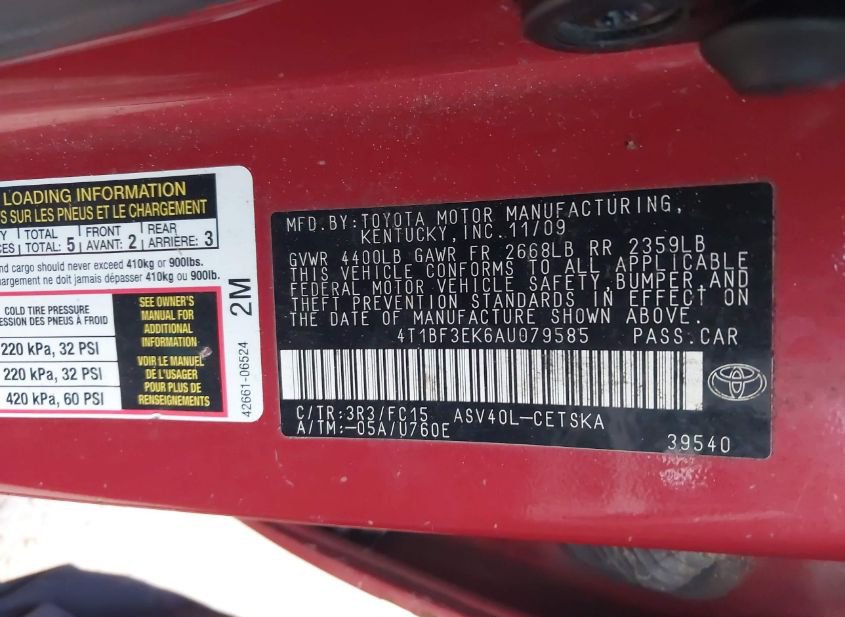 LOADING INFORMATION
SUR LES PNEUS ET LE CHARGEMENT
TOTAL: 5
FRONT AVANT: 2
REAR ARRIÈRE: 3
and cargo should never exceed 410kg or 900lbs.
chargement ne doit jamais dépasser 410kg ou 900lb.
COLD TIRE PRESSURE
DES PNEUS À FROID
220 kPa, 32 PSI
220 kPa, 32 PSI
420 kPa, 60 PSI
SEE OWNER'S
MANUAL FOR
ADDITIONAL
INFORMATION
VOIR LE MANUEL
DE L'USAGER
POUR PLUS DE
RENSEIGNEMENTS
2M
42661-06524
MFD.BY:TOYOTA MOTOR MANUFACTURING,
KENTUCKY,INC.11/09
GVWR 4400LB GAWR FR 2668LB RR 2359LB
THIS VEHICLE CONFORMS TO ALL APPLICABLE
FEDERAL MOTOR VEHICLE SAFETY,BUMPER,AND
THEFT PREVENTION STANDARDS IN EFFECT ON
THE DATE OF MANUFACTURE SHOWN ABOVE.
4T1BF3EK6AU079585 PASS.CAR
C/TR:3R3/FC15 ASV40L-CETSKA
A/TM:-05A/U760E
39540